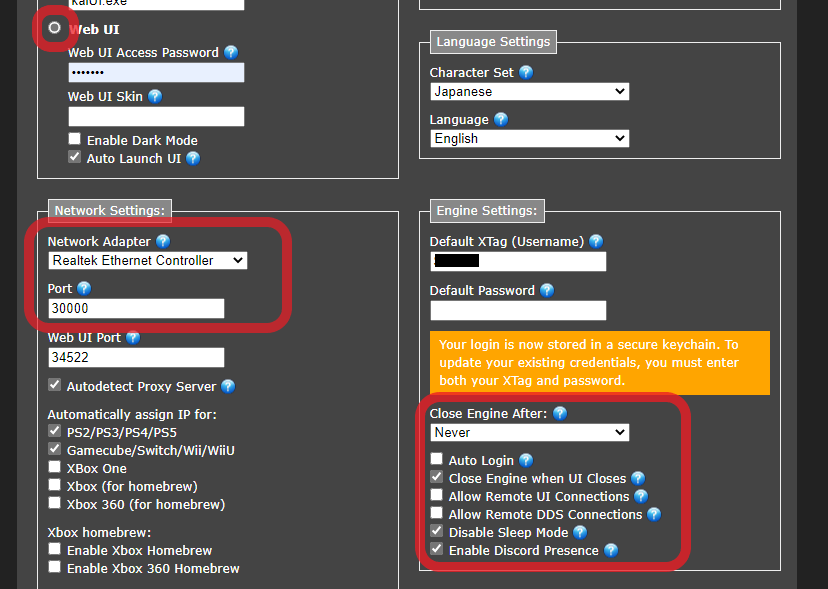 kaiUI.exe
Web UI
Web UI Access Password
•••••••
Web UI Skin
Enable Dark Mode
Auto Launch UI
Language Settings
Character Set
Japanese
Language
English
Network Settings:
Network Adapter
Realtek Ethernet Controller
Port
30000
Web UI Port
34522
Autodetect Proxy Server
Automatically assign IP for:
PS2/PS3/PS4/PS5
Gamecube/Switch/Wii/WiiU
XBox One
Xbox (for homebrew)
Xbox 360 (for homebrew)
Xbox homebrew:
Enable Xbox Homebrew
Enable Xbox 360 Homebrew
Engine Settings:
Default XTag (Username)
Default Password
Your login is now stored in a secure keychain. To
update your existing credentials, you must enter
both your XTag and password.
Close Engine After:
Never
Auto Login
Close Engine when UI Closes
Allow Remote UI Connections
Allow Remote DDS Connections
Disable Sleep Mode
Enable Discord Presence